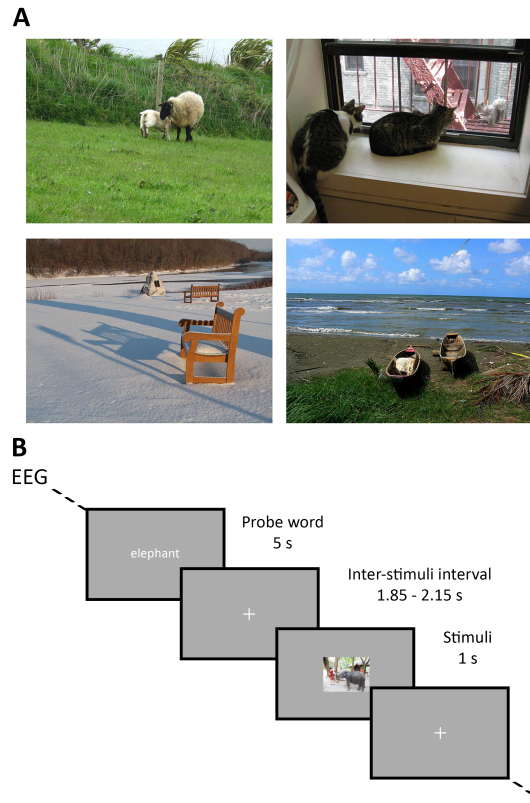 A
B
EEG
elephant
Probe word
5 s
Inter-stimuli interval
1.85 - 2.15 s
Stimuli
1 s